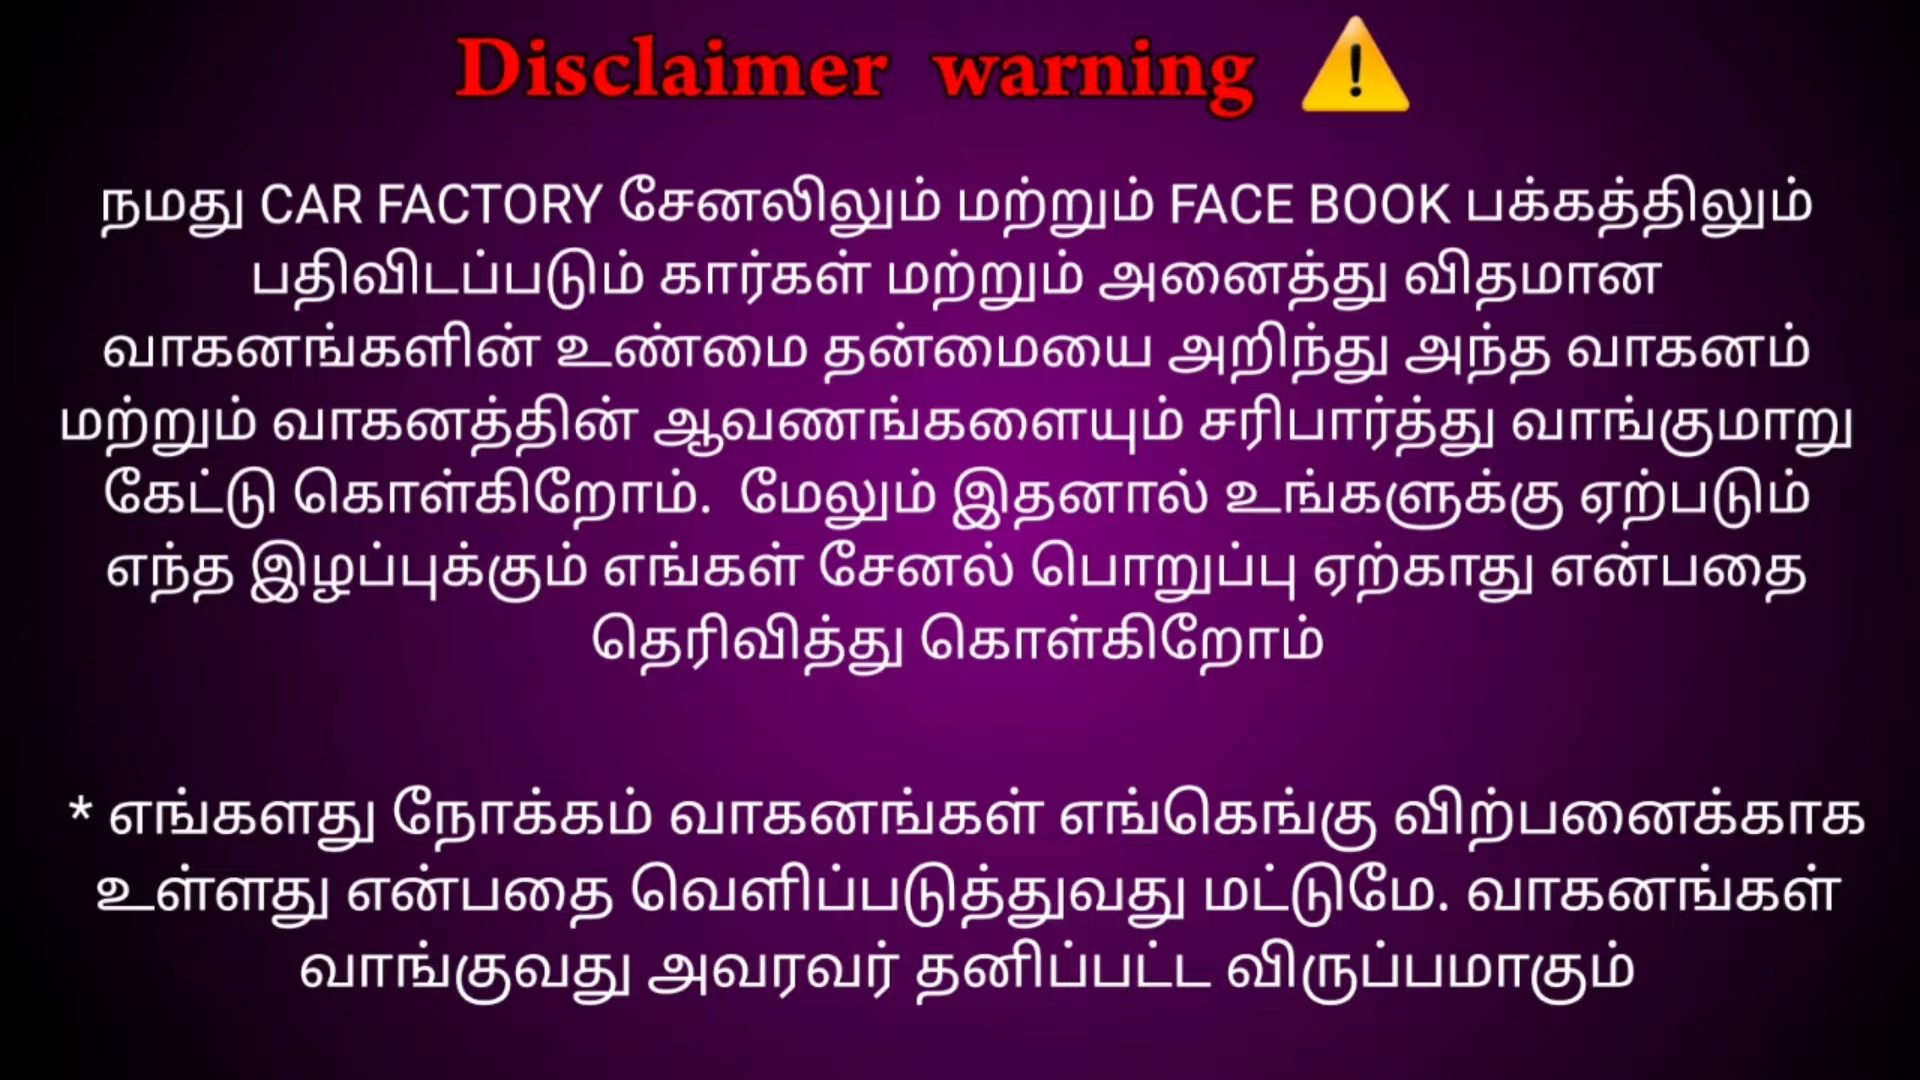 Disclaimer warning ⚠️
நமது CAR FACTORY சேனலிலும் மற்றும் FACE BOOK பக்கத்திலும்
பதிவிடப்படும் கார்கள் மற்றும் அனைத்து விதமான
வாகனங்களின் உண்மை தன்மையை அறிந்து அந்த வாகனம்
மற்றும் வாகனத்தின் ஆவணங்களையும் சரிபார்த்து வாங்குமாறு
கேட்டு கொள்கிறோம். மேலும் இதனால் உங்களுக்கு ஏற்படும்
எந்த இழப்புக்கும் எங்கள் சேனல் பொறுப்பு ஏற்காது என்பதை
தெரிவித்து கொள்கிறோம்
* எங்களது நோக்கம் வாகனங்கள் எங்கெங்கு விற்பனைக்காக
உள்ளது என்பதை வெளிப்படுத்துவது மட்டுமே. வாகனங்கள்
வாங்குவது அவரவர் தனிப்பட்ட விருப்பமாகும்